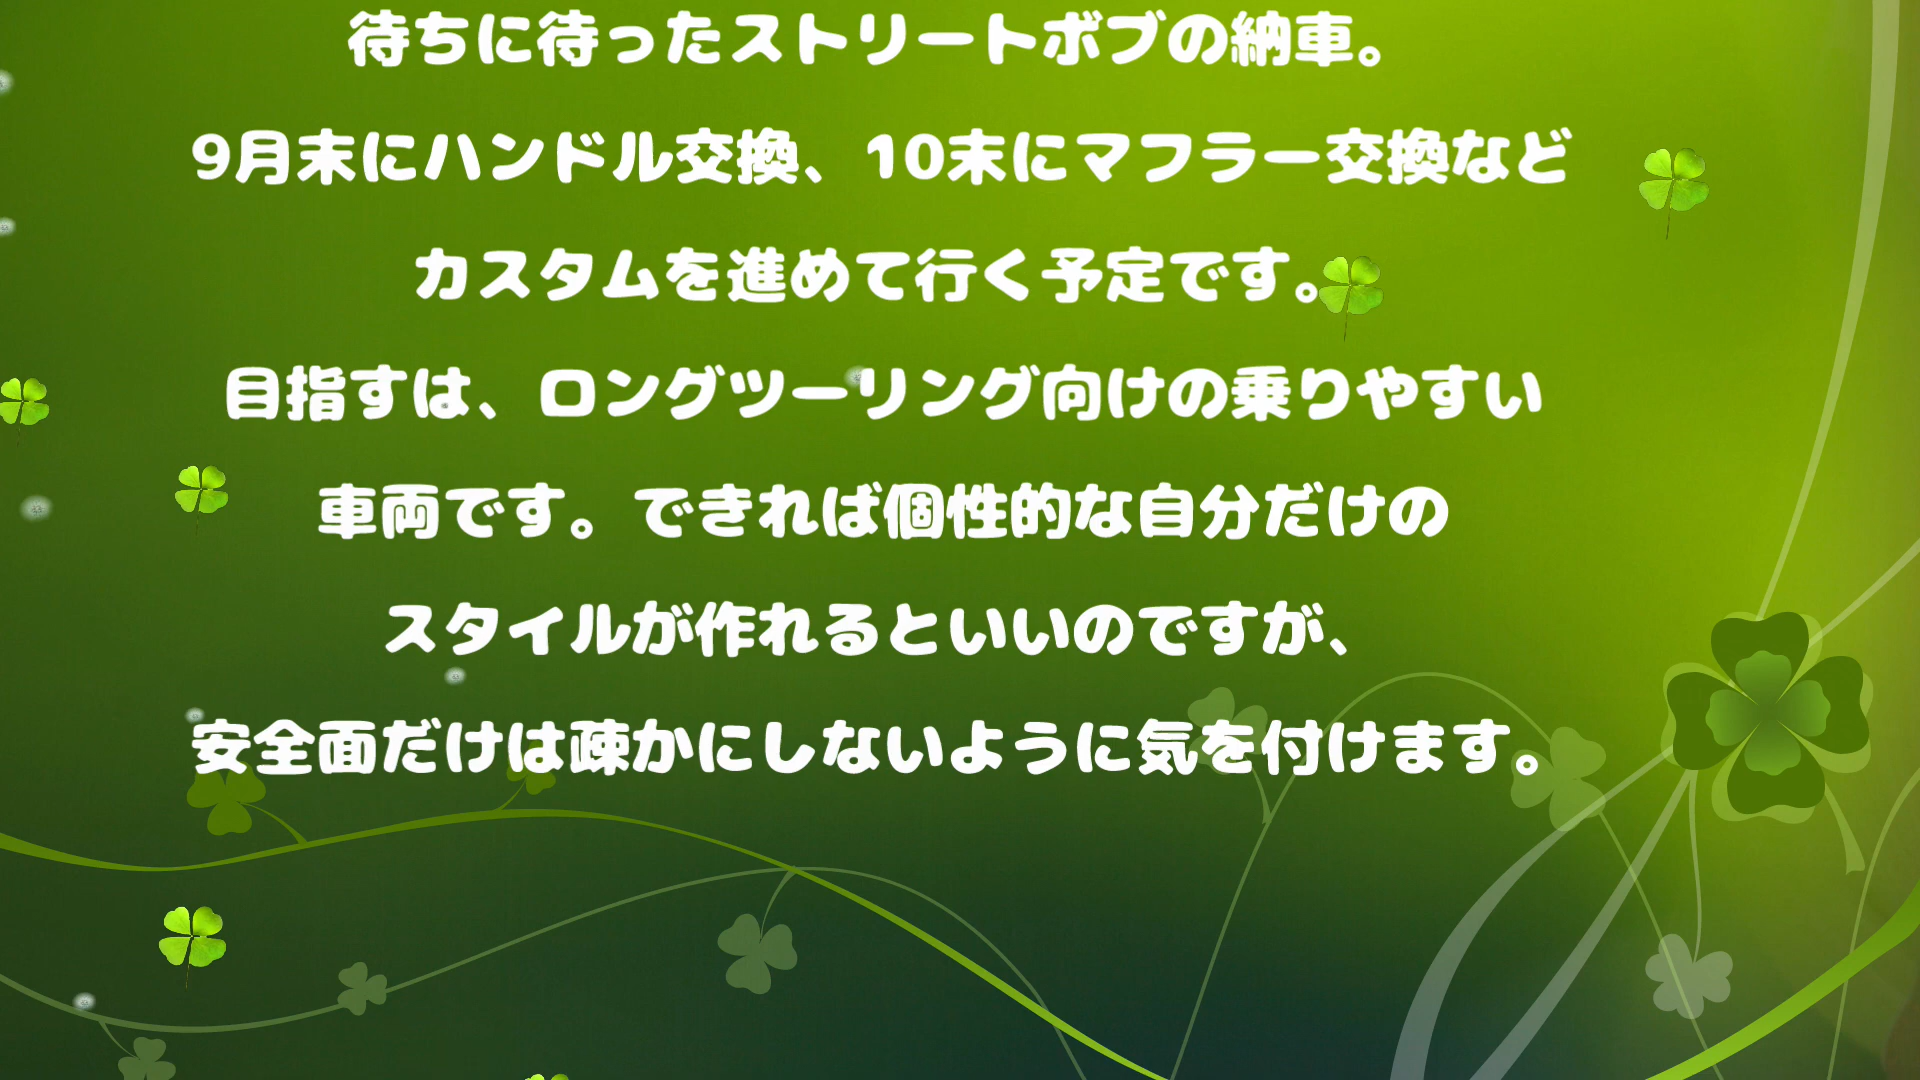 待ちに待ったストリートボブの納車。
9月末にハンドル交換、10末にマフラー交換など
カスタムを進めて行く予定です。
目指すは、ロングツーリング向けの乗りやすい
車両です。できれば個性的な自分だけの
スタイルが作れるといいのですが、
安全面だけは疎かにしないように気を付けます。